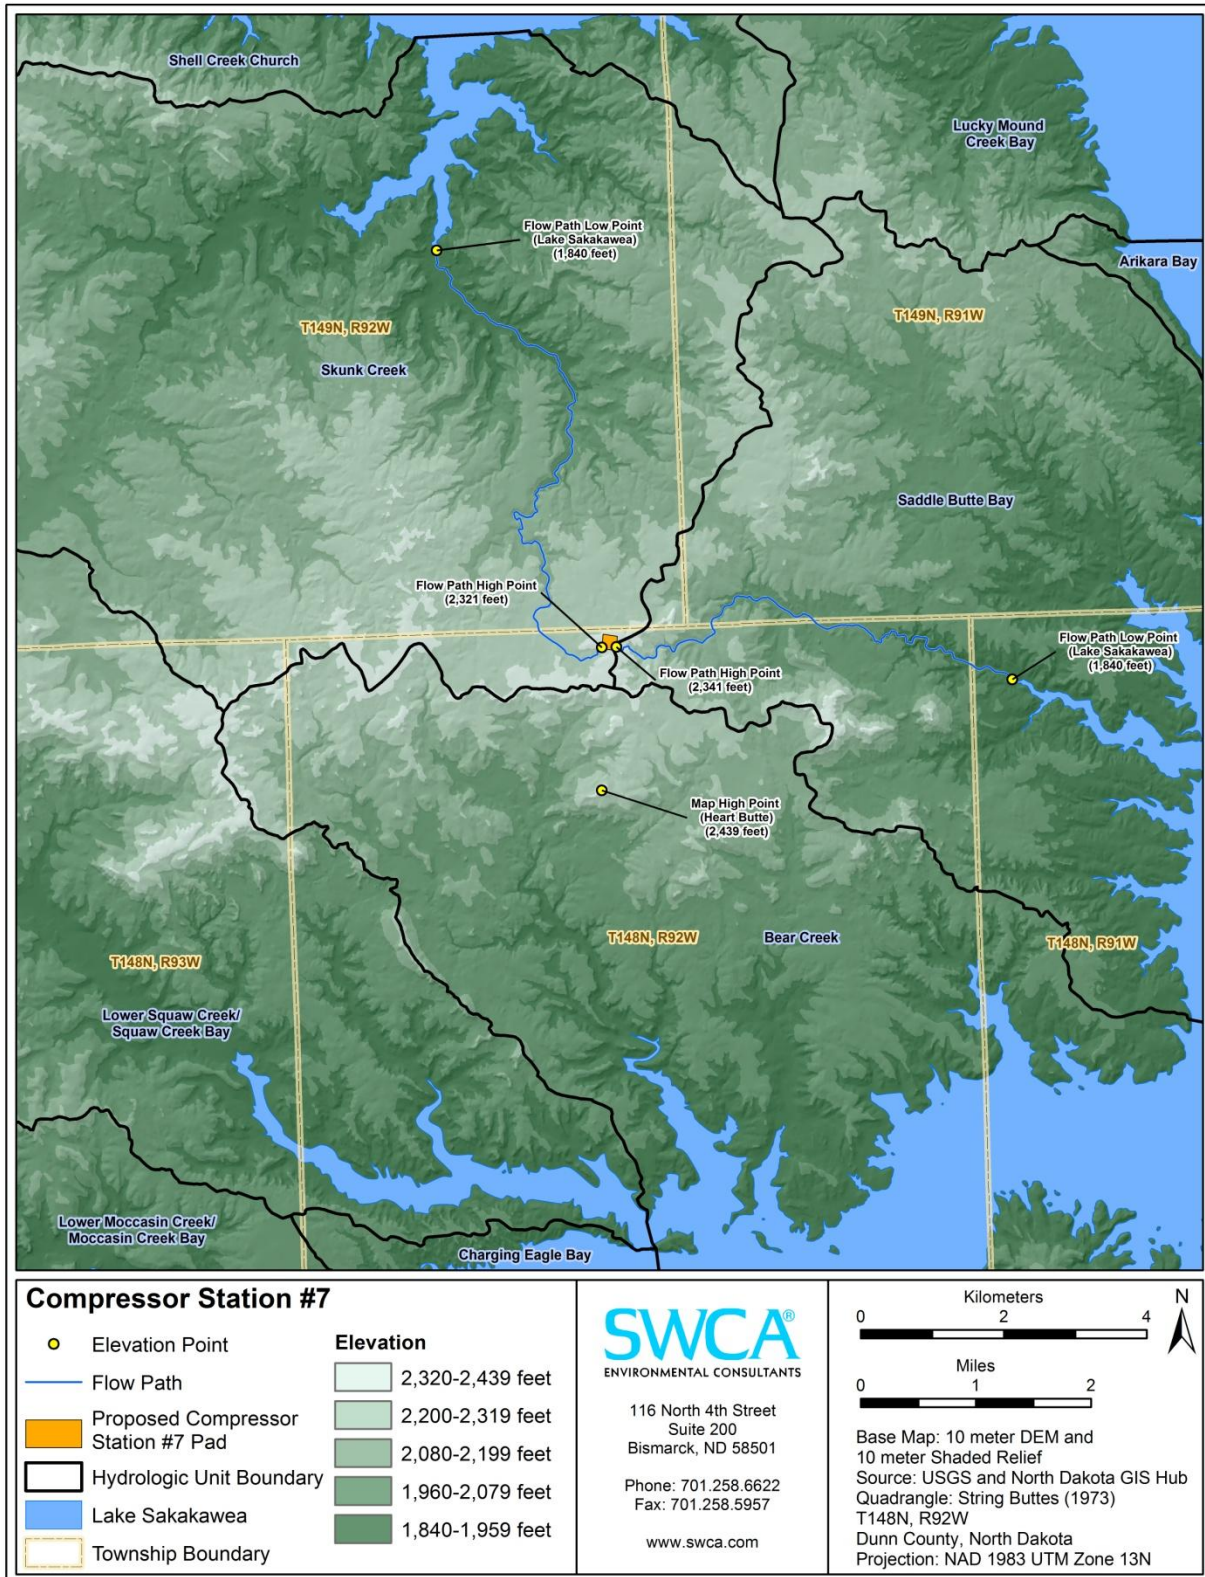 Shell Creek Church
Lucky Mound
Creek Bay
Flow Path Low Point
(Lake Sakakawea)
(1,840 feet)
Arikara Bay
T149N, R92W
T149N, R91W
Skunk Creek
Saddle Butte Bay
Flow Path High Point
(2,321 feet)
Flow Path Low Point
(Lake Sakakawea)
(1,840 feet)
Flow Path High Point
(2,341 feet)
Map High Point
(Heart Butte)
(2,439 feet)
T148N, R92W
Bear Creek
T148N, R91W
T148N, R93W
Lower Squaw Creek/
Squaw Creek Bay
Lower Moccasin Creek/
Moccasin Creek Bay
Charging Eagle Bay
Compressor Station #7
Elevation Point
Flow Path
Proposed Compressor
Station #7 Pad
Hydrologic Unit Boundary
Lake Sakakawea
Township Boundary
Elevation
2,320-2,439 feet
2,200-2,319 feet
2,080-2,199 feet
1,960-2,079 feet
1,840-1,959 feet
SWCA®
ENVIRONMENTAL CONSULTANTS
116 North 4th Street
Suite 200
Bismarck, ND 58501
Phone: 701.258.6622
Fax: 701.258.5957
www.swca.com
Kilometers
0 2 4
N
Miles
0 1 2
Base Map: 10 meter DEM and
10 meter Shaded Relief
Source: USGS and North Dakota GIS Hub
Quadrangle: String Buttes (1973)
T148N, R92W
Dunn County, North Dakota
Projection: NAD 1983 UTM Zone 13N